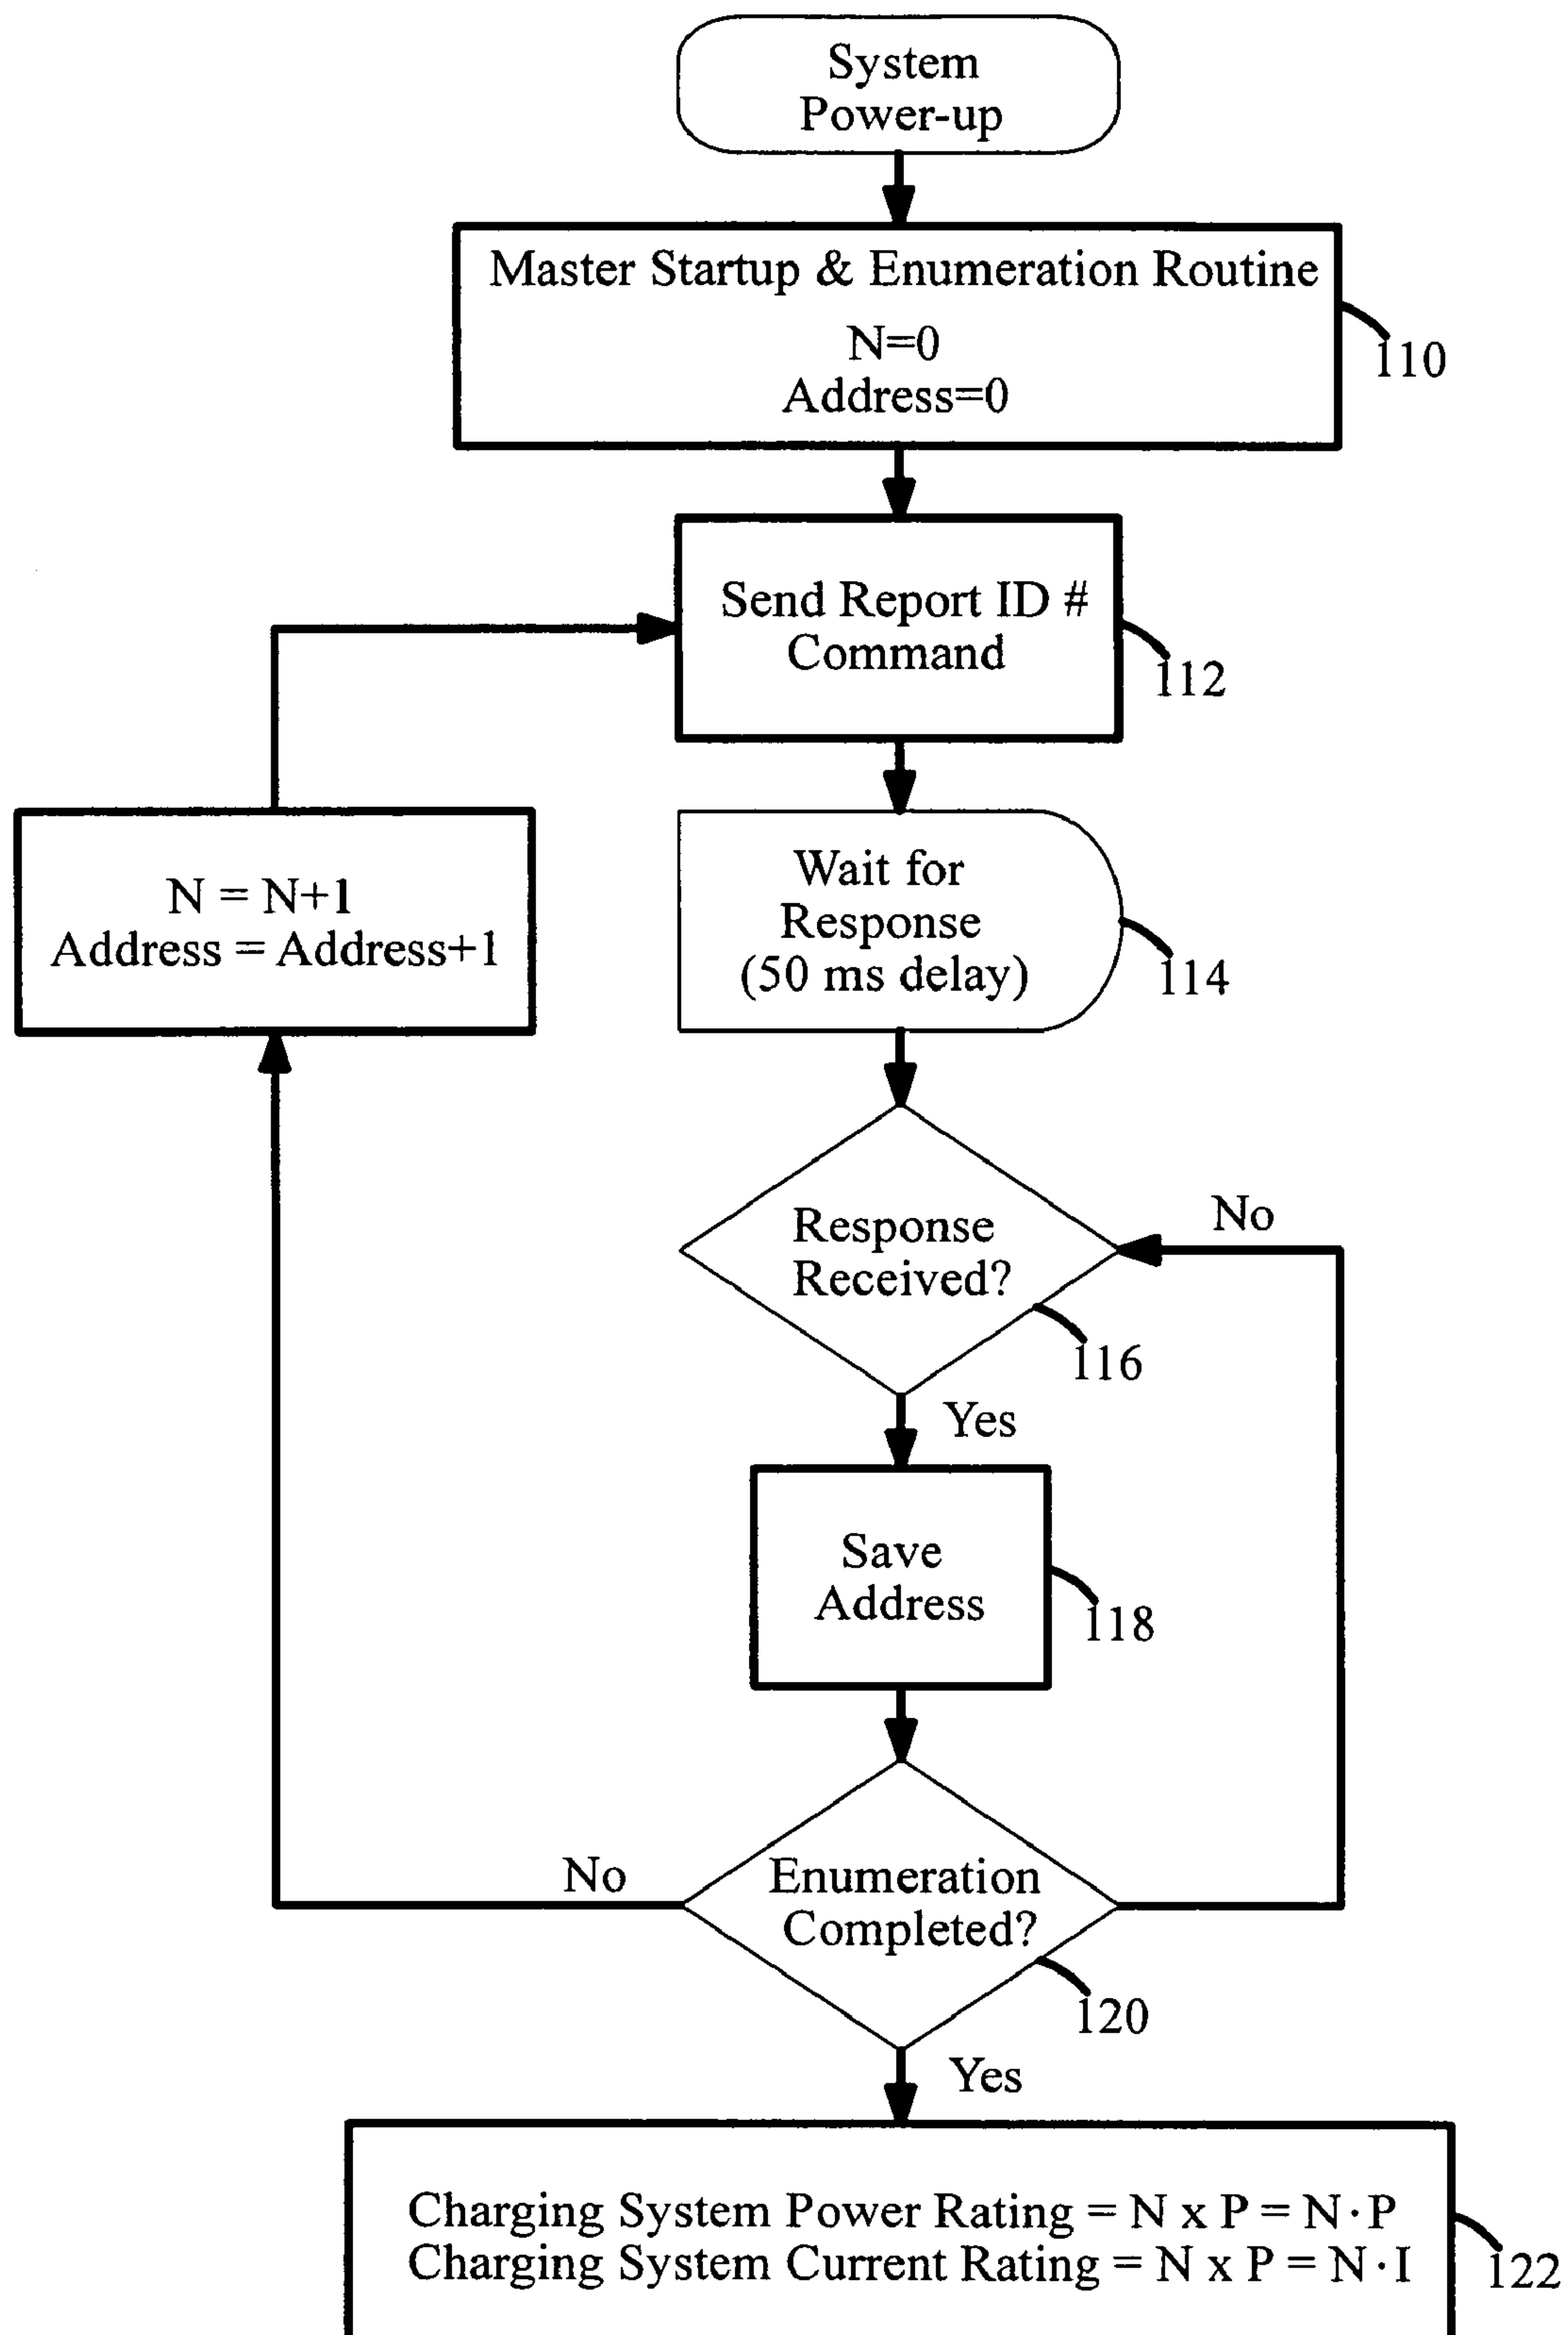 System
Power-up
Master Startup & Enumeration Routine
N=0
Address=0
110
Send Report ID #
Command
112
N = N+1
Address = Address+1
Wait for
Response
(50 ms delay)
114
Response
Received?
No
116
Yes
Save
Address
118
No
Enumeration
Completed?
120
Yes
Charging System Power Rating = N x P = N·P
Charging System Current Rating = N x P = N·I
122